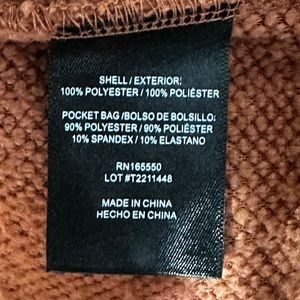 SHELL/EXTERIOR:
100% POLYESTER/100% POLIÉSTER
POCKET BAG/BOLSO DE BOLSILLO:
90% POLYESTER/90% POLIÉSTER
10% SPANDEX/10% ELASTANO
RN165550
LOT #T2211448
MADE IN CHINA
HECHO EN CHINA